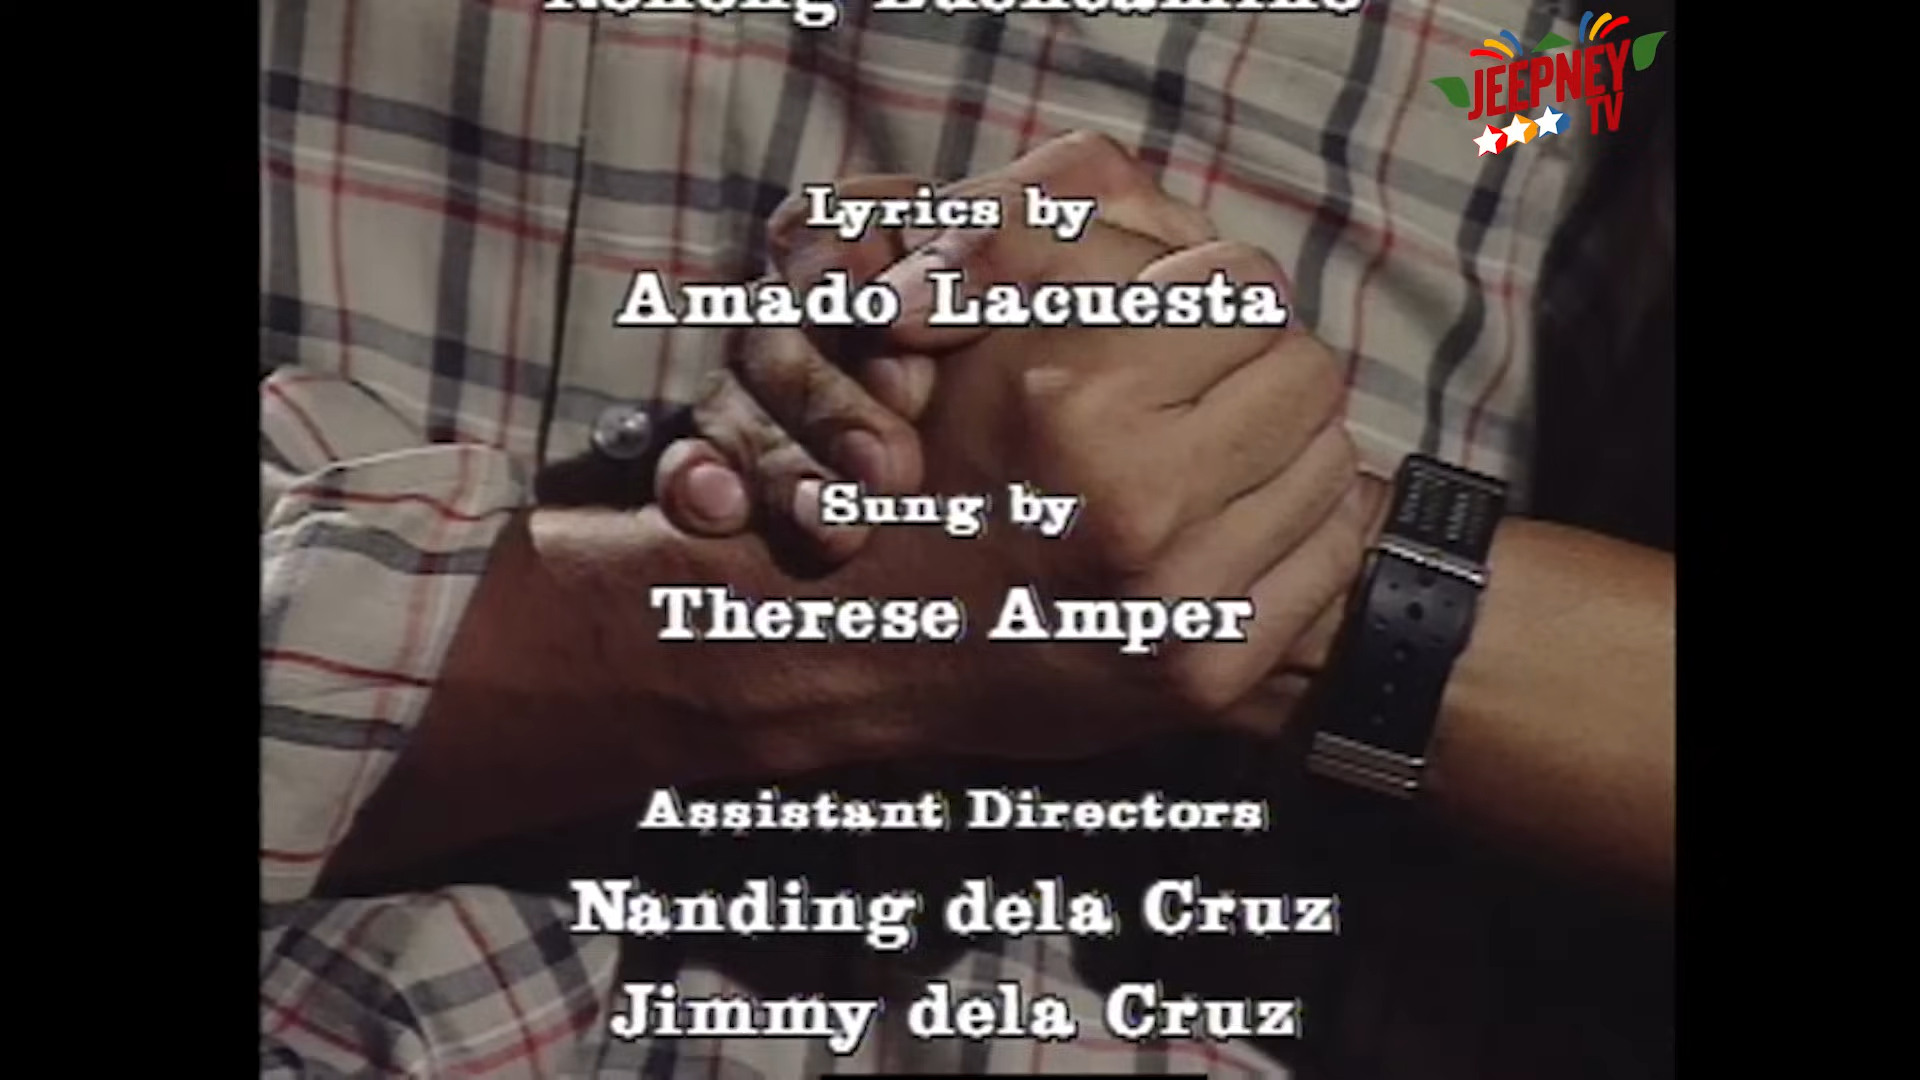 JEEPNEY
TV
Lyrics by
Amado Lacuesta
Sung by
Therese Amper
Assistant Directors
Nanding dela Cruz
Jimmy dela Cruz